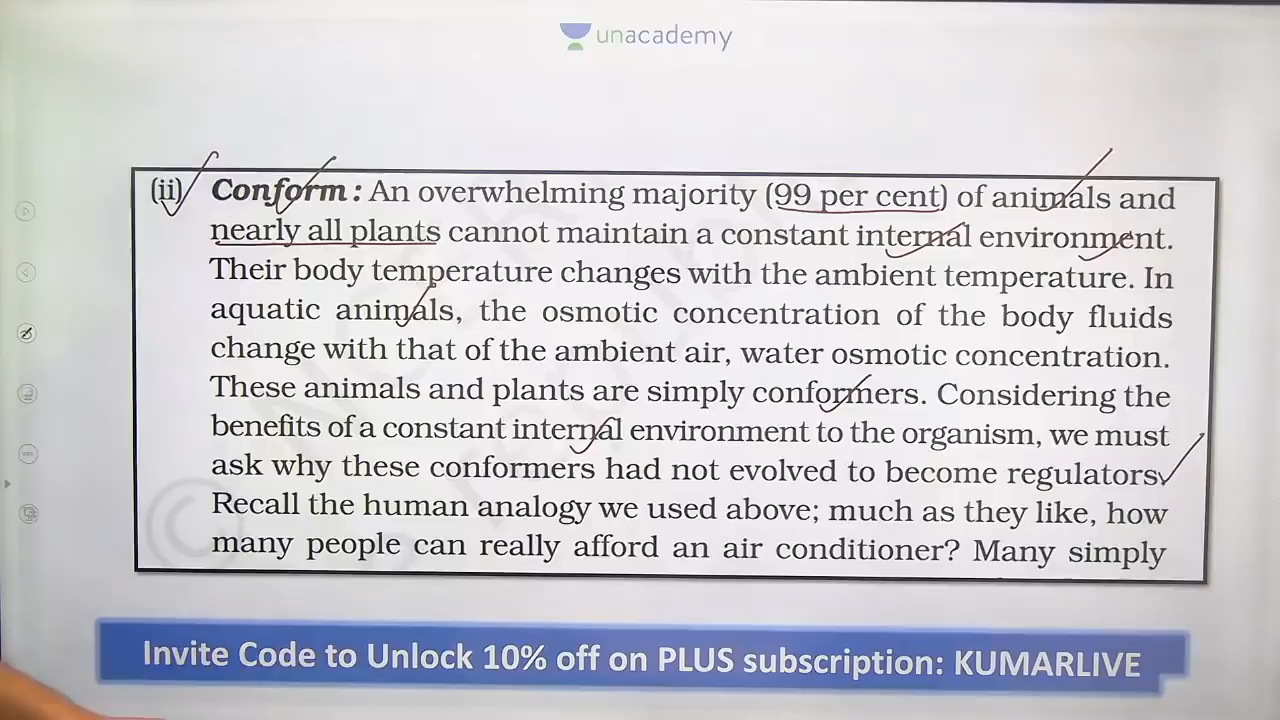 unacademy
(ii) Conform : An overwhelming majority (99 per cent) of animals and
nearly all plants cannot maintain a constant internal environment.
Their body temperature changes with the ambient temperature. In
aquatic animals, the osmotic concentration of the body fluids
change with that of the ambient air, water osmotic concentration.
These animals and plants are simply conformers. Considering the
benefits of a constant internal environment to the organism, we must
ask why these conformers had not evolved to become regulators.
Recall the human analogy we used above; much as they like, how
many people can really afford an air conditioner? Many simply
Invite Code to Unlock 10% off on PLUS subscription: KUMARLIVE